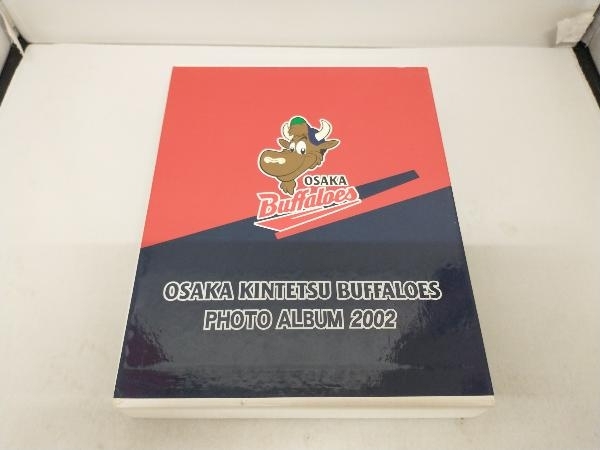 OSAKA
Buffaloes
OSAKA KINTETSU BUFFALOES
PHOTO ALBUM 2002